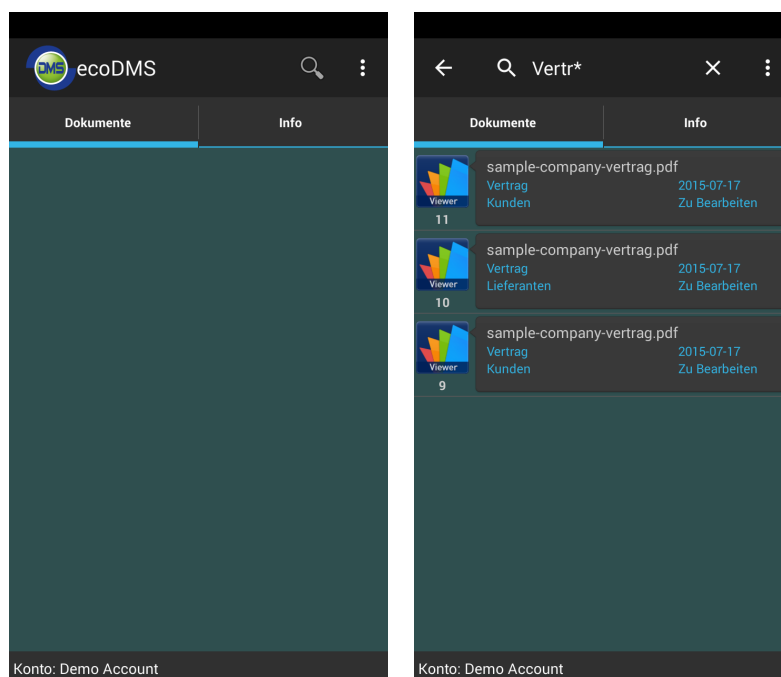 DMS ecoDMS
Dokumente Info
Konto: Demo Account
Vertr*
Dokumente Info
sample-company-vertrag.pdf
Vertrag 2015-07-17
Viewer Kunden Zu Bearbeiten
11
sample-company-vertrag.pdf
Vertrag 2015-07-17
Viewer Lieferanten Zu Bearbeiten
10
sample-company-vertrag.pdf
Vertrag 2015-07-17
Viewer Kunden Zu Bearbeiten
9
Konto: Demo Account